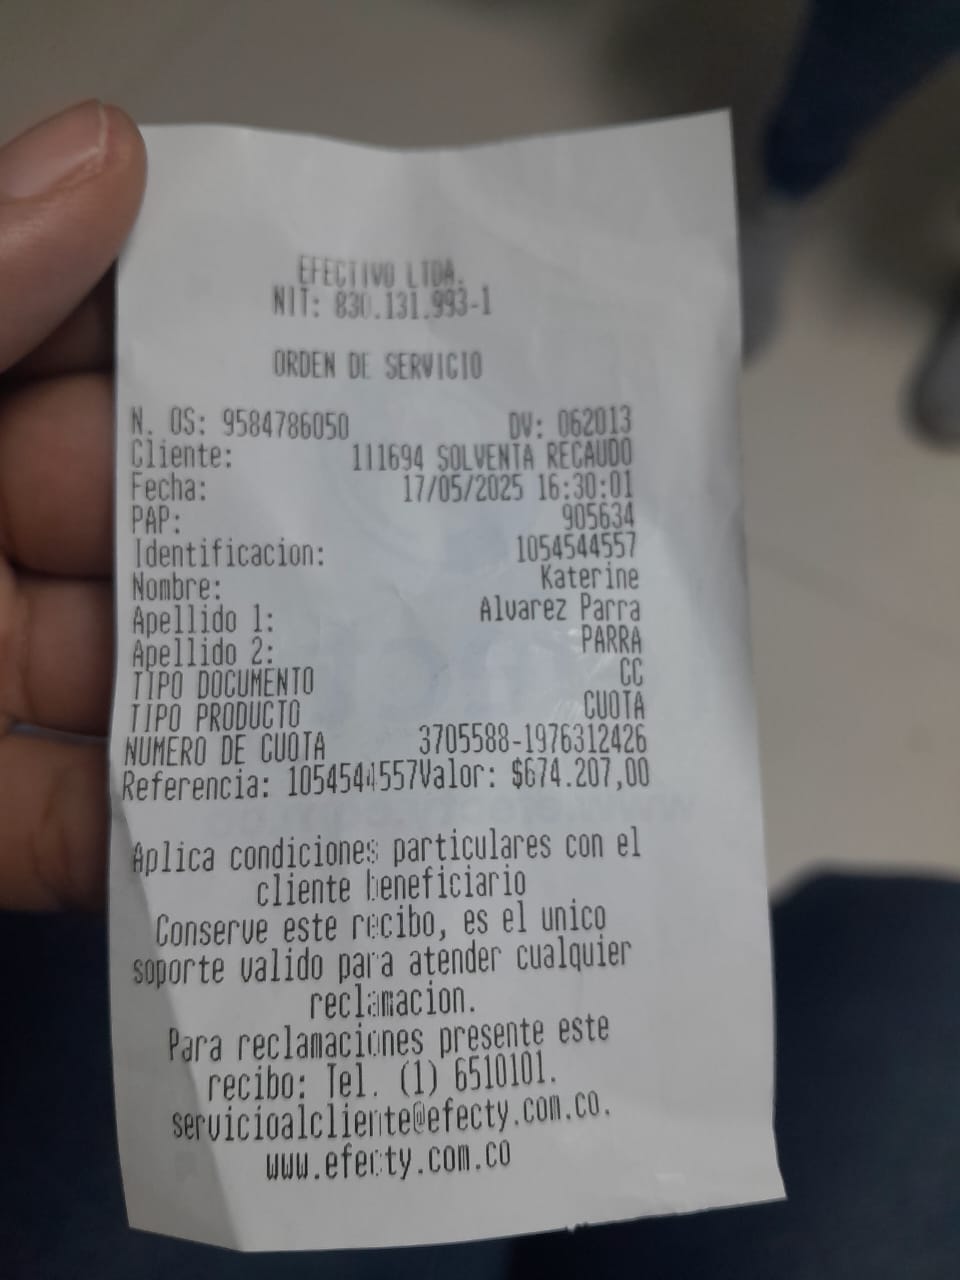 EFECTIVO LTDA.
NIT: 830.131.993-1
ORDEN DE SERVICIO
N. OS: 9584786050 DV: 062013
Cliente: 111694 SOLVENTA RECAUDO
Fecha: 17/05/2025 16:30:01
PAP: 905634
Identificacion: 1054544557
Nombre: Katerine
Apellido 1: Alvarez Parra
Apellido 2: PARRA
TIPO DOCUMENTO CC
TIPO PRODUCTO CUOTA
NUMERO DE CUOTA 3705588-1976312426
Referencia: 1054544557Valor: $674.207,00
Aplica condiciones particulares con el
cliente beneficiario
Conserve este recibo, es el unico
soporte valido para atender cualquier
reclamacion.
Para reclamaciones presente este
recibo: Tel. (1) 6510101.
servicioalcliente@efecty.com.co.
www.efecty.com.co